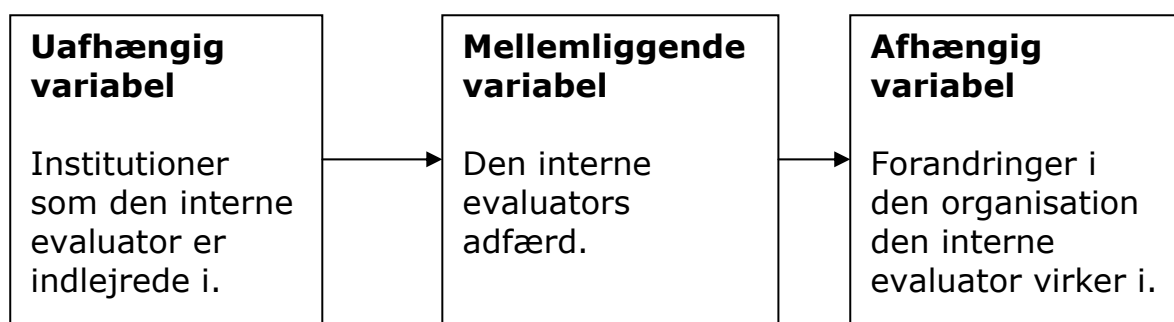 Uafhængig
variabel
Institutioner
som den interne
evaluator er
indlejrede i.
Mellemliggende
variabel
Den interne
evaluators
adfærd.
Afhængig
variabel
Forandringer i
den organisation
den interne
evaluator virker i.